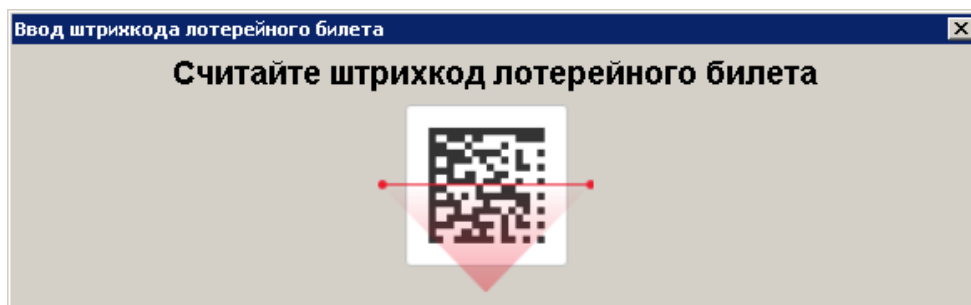 Ввод штрихкода лотерейного билета
Считайте штрихкод лотерейного билета